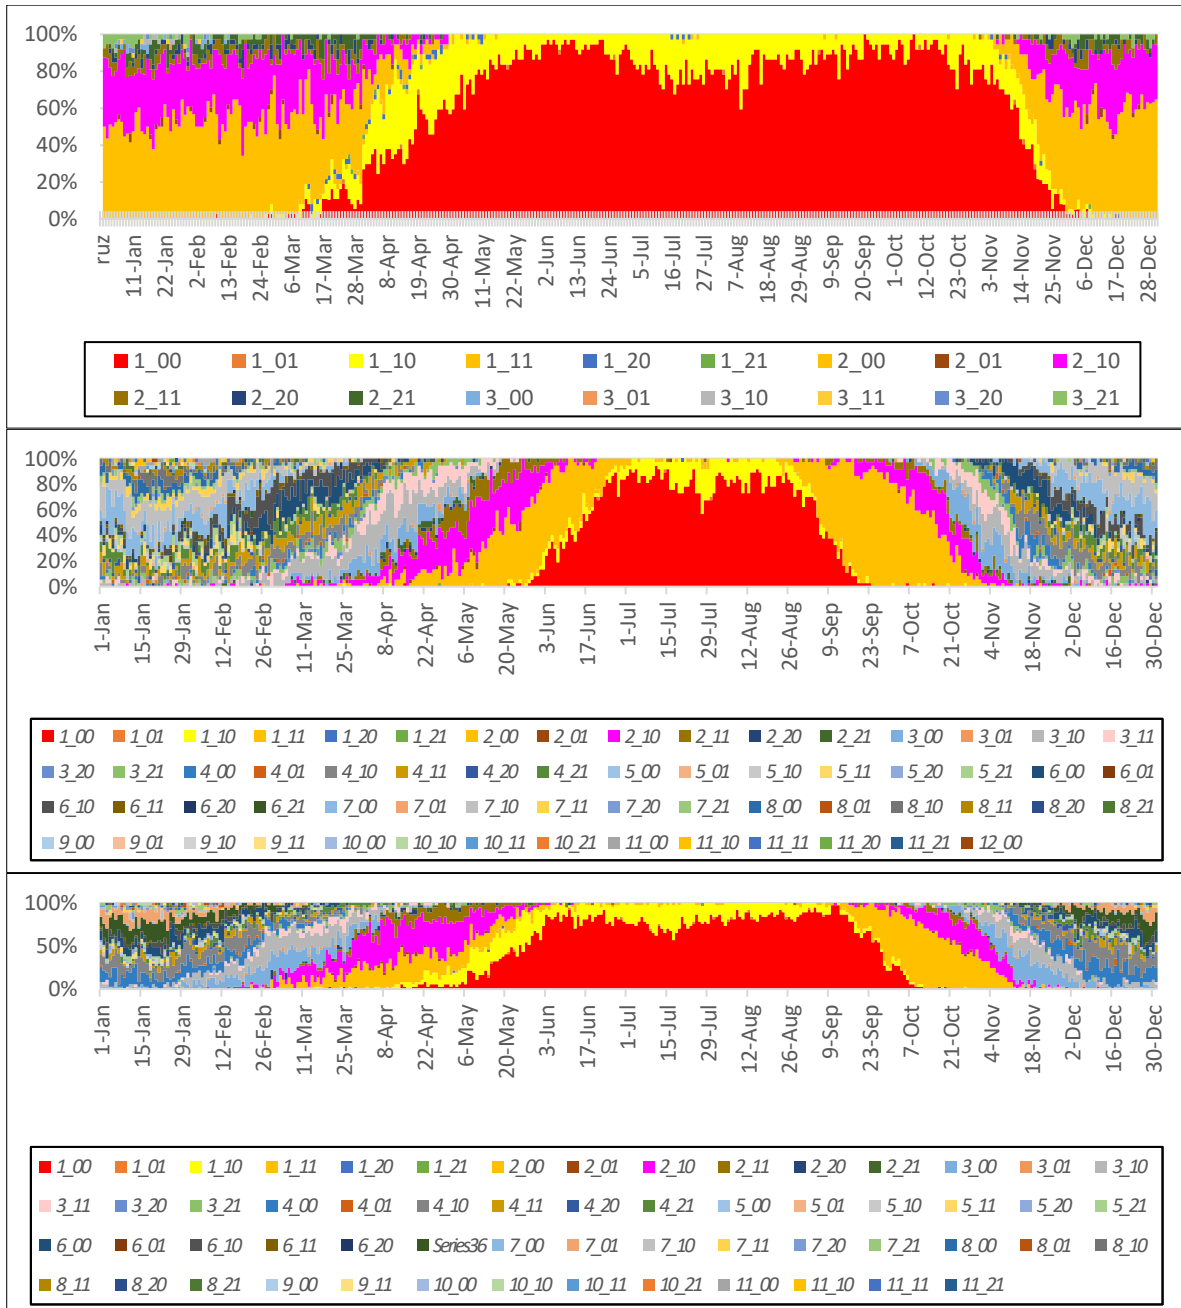 100%
80%
60%
40%
20%
0%
ruz 11-Jan 22-Jan 2-Feb 13-Feb 24-Feb 6-Mar 17-Mar 28-Mar 8-Apr 19-Apr 30-Apr 11-May 22-May 2-Jun 13-Jun 24-Jun 5-Jul 16-Jul 27-Jul 7-Aug 18-Aug 29-Aug 9-Sep 20-Sep 1-Oct 12-Oct 23-Oct 3-Nov 14-Nov 25-Nov 6-Dec 17-Dec 28-Dec
1_00 1_01 1_10 1_11 1_20 1_21 2_00 2_01 2_10
2_11 2_20 2_21 3_00 3_01 3_10 3_11 3_20 3_21
100%
80%
60%
40%
20%
0%
1-Jan 15-Jan 29-Jan 12-Feb 26-Feb 11-Mar 25-Mar 8-Apr 22-Apr 6-May 20-May 3-Jun 17-Jun 1-Jul 15-Jul 29-Jul 12-Aug 26-Aug 9-Sep 23-Sep 7-Oct 21-Oct 4-Nov 18-Nov 2-Dec 16-Dec 30-Dec
1_00 1_01 1_10 1_11 1_20 1_21 2_00 2_01 2_10 2_11 2_20 2_21 3_00 3_01 3_10 3_11
3_20 3_21 4_00 4_01 4_10 4_11 4_20 4_21 5_00 5_01 5_10 5_11 5_20 5_21 6_00 6_01
6_10 6_11 6_20 6_21 7_00 7_01 7_10 7_11 7_20 7_21 8_00 8_01 8_10 8_11 8_20 8_21
9_00 9_01 9_10 9_11 10_00 10_10 10_11 10_21 11_00 11_10 11_11 11_20 11_21 12_00
100%
50%
0%
1-Jan 15-Jan 29-Jan 12-Feb 26-Feb 11-Mar 25-Mar 8-Apr 22-Apr 6-May 20-May 3-Jun 17-Jun 1-Jul 15-Jul 29-Jul 12-Aug 26-Aug 9-Sep 23-Sep 7-Oct 21-Oct 4-Nov 18-Nov 2-Dec 16-Dec 30-Dec
1_00 1_01 1_10 1_11 1_20 1_21 2_00 2_01 2_10 2_11 2_20 2_21 3_00 3_01 3_10
3_11 3_20 3_21 4_00 4_01 4_10 4_11 4_20 4_21 5_00 5_01 5_10 5_11 5_20 5_21
6_00 6_01 6_10 6_11 6_20 Series36 7_00 7_01 7_10 7_11 7_20 7_21 8_00 8_01 8_10
8_11 8_20 8_21 9_00 9_11 10_00 10_10 10_11 10_21 11_00 11_10 11_11 11_21